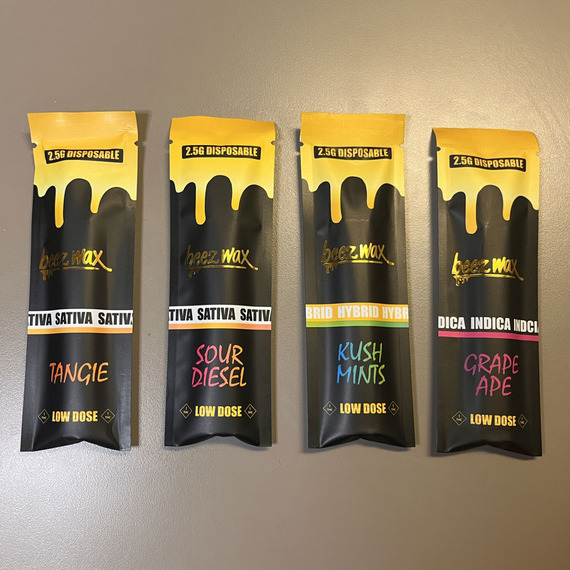 2.5G DISPOSABLE
beez wax
TIVA SATIVA SATIVA
TANGIE
LOW DOSE
2.5G DISPOSABLE
beez wax
TIVA SATIVA SATIVA
SOUR
DIESEL
LOW DOSE
2.5G DISPOSABLE
beez wax
BRID HYBRID HYBR
KUSH
MINTS
LOW DOSE
2.5G DISPOSABLE
beez wax
DICA INDICA INDCI
GRAPE
APE
LOW DOSE